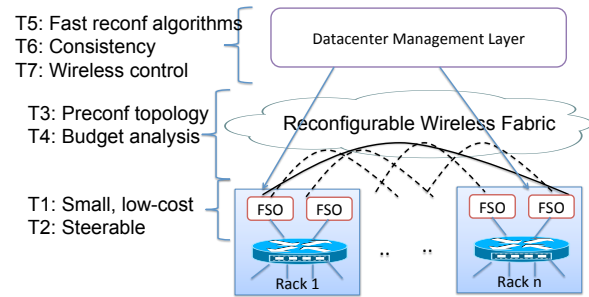 T5: Fast reconf algorithms
T6: Consistency
T7: Wireless control
Datacenter Management Layer
T3: Preconf topology
T4: Budget analysis
Reconfigurable Wireless Fabric
T1: Small, low-cost
T2: Steerable
FSO FSO
FSO FSO
.. ..
Rack 1
Rack n